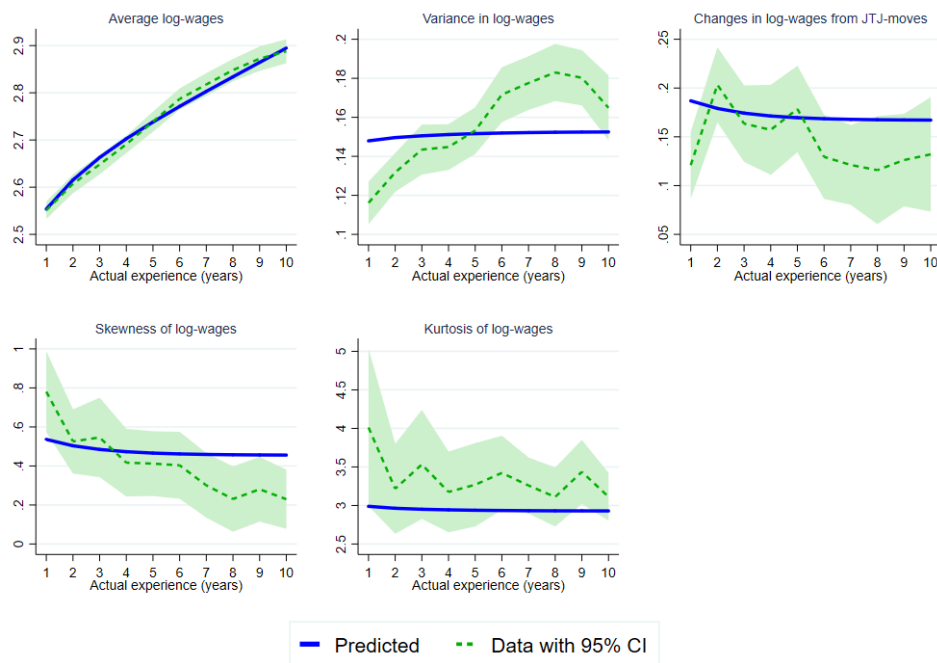 Average log-wages
2.5 2.6 2.7 2.8 2.9
1 2 3 4 5 6 7 8 9 10
Actual experience (years)
Variance in log-wages
.1 .12 .14 .16 .18 .2
1 2 3 4 5 6 7 8 9 10
Actual experience (years)
Changes in log-wages from JTJ-moves
.05 .1 .15 .2 .25
1 2 3 4 5 6 7 8 9 10
Actual experience (years)
Skewness of log-wages
0 .2 .4 .6 .8 1
1 2 3 4 5 6 7 8 9 10
Actual experience (years)
Kurtosis of log-wages
2.5 3 3.5 4 4.5 5
1 2 3 4 5 6 7 8 9 10
Actual experience (years)
Predicted
Data with 95% CI